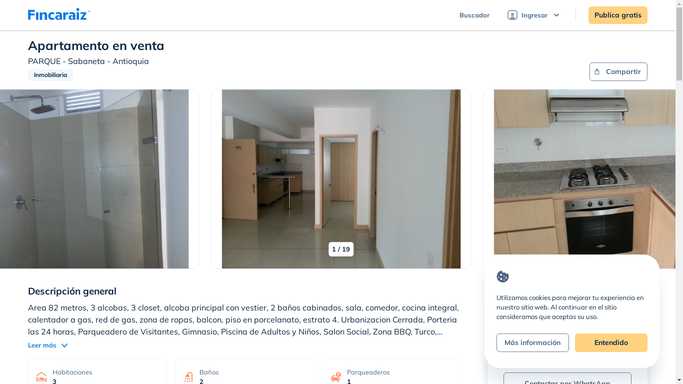 Fincaraiz
Buscador
Ingresar
Publica gratis
Apartamento en venta
PARQUE - Sabaneta - Antioquia
Inmobiliaria
Compartir
1 / 19
Descripción general
Area 82 metros, 3 alcobas, 3 closet, alcoba principal con vestier, 2 baños cabinados, sala, comedor, cocina integral,
calentador a gas, red de gas, zona de ropas, balcon, piso en porcelanato, estrato 4. Urbanizacion Cerrada, Porteria
las 24 horas, Parqueadero de Visitantes, Gimnasio, Piscina de Adultos y Niños, Salon Social, Zona BBQ, Turco,...
Leer más
Habitaciones
3
Baños
2
Parqueaderos
1
Utilizamos cookies para mejorar tu experiencia en
nuestro sitio web. Al continuar en el sitio
consideramos que aceptas su uso.
Más información
Entendido
Contactar por WhatsApp